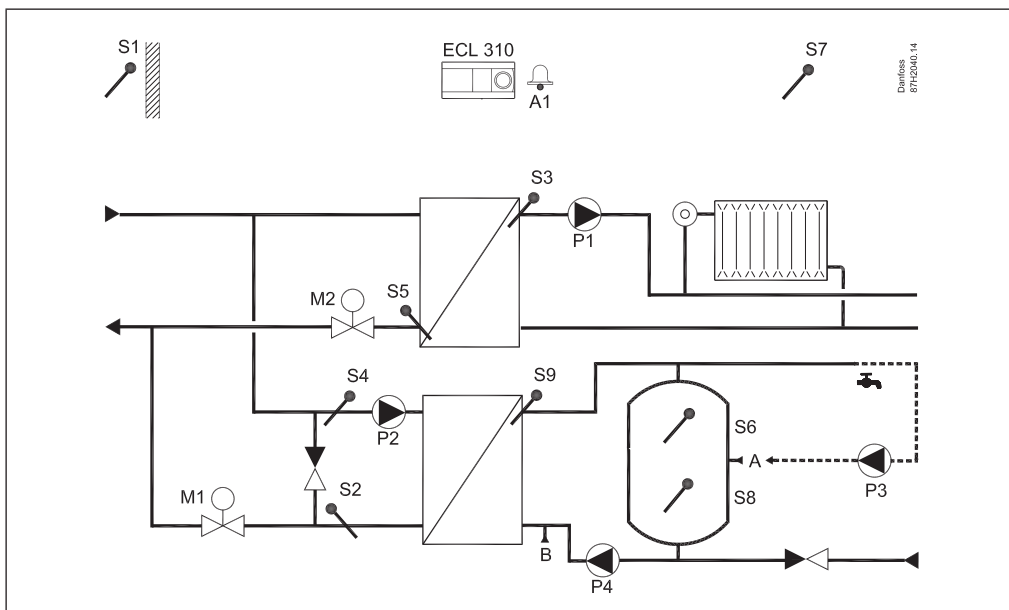 S1
ECL 310
A1
S7
Danfoss
87H2040.14
S3
P1
M2
S5
S4
S9
P2
S6
A
S8
P3
M1
S2
B
P4